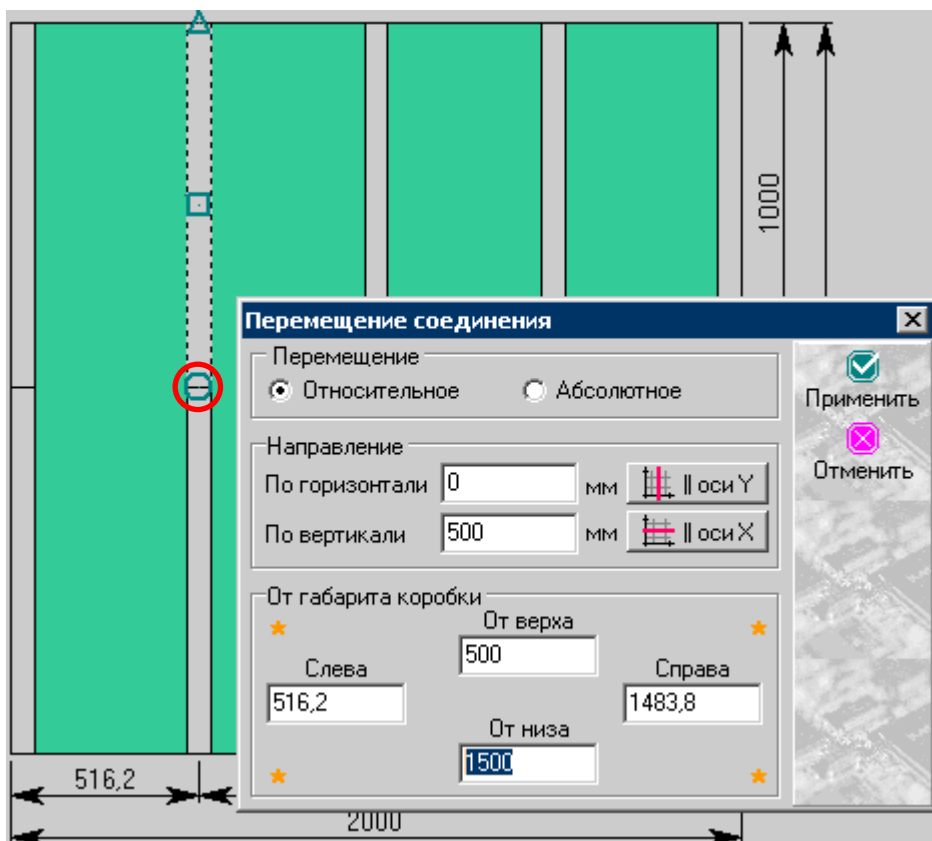 1000
Перемещение соединения
Перемещение
Относительное
Абсолютное
Применить
Отменить
Направление
По горизонтали 0 мм || оси Y
По вертикали 500 мм || оси X
От габарита коробки
От верха
500
Слева
Справа
516,2
1483,8
От низа
1500
516,2
2000